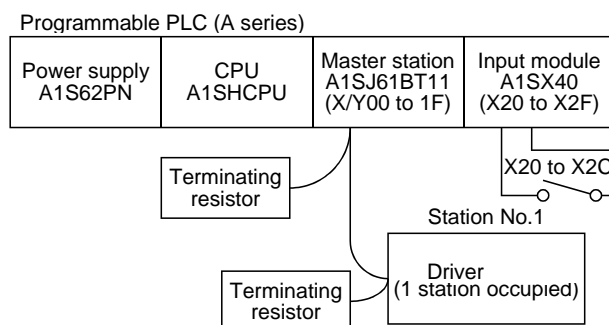 Programmable PLC (A series)
Power supply
A1S62PN
CPU
A1SHCPU
Master station
A1SJ61BT11
(X/Y00 to 1F)
Input module
A1SX40
(X20 to X2F)
Terminating
resistor
X20 to X2C
Station No.1
Driver
(1 station occupied)
Terminating
resistor